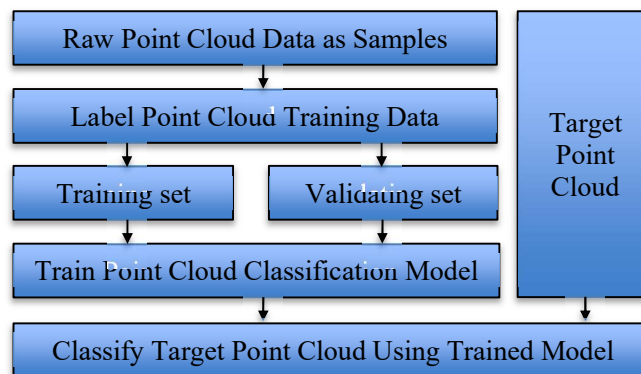 Raw Point Cloud Data as Samples
Label Point Cloud Training Data
Target
Point
Cloud
Training set
Validating set
Train Point Cloud Classification Model
Classify Target Point Cloud Using Trained Model